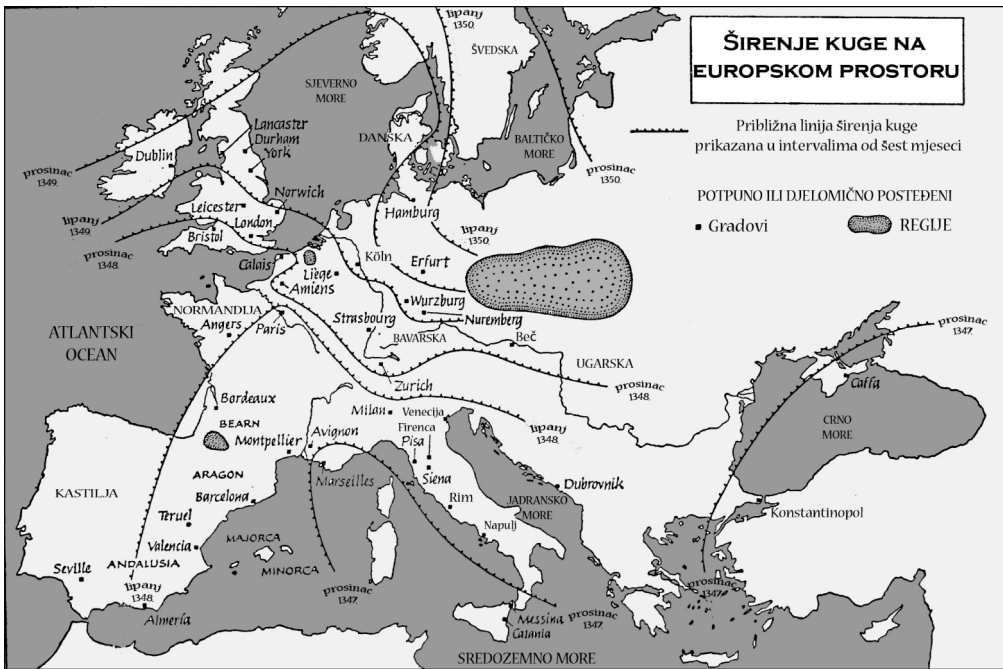 ŠIRENJE KUGE NA
EUROPSKOM PROSTORU
Približna linija širenja kuge
prikazana u intervalima od šest mjeseci
POTPUNO ILI DJELOMIČNO POSTEĐENI
Gradovi
REGIJE
lipanj
1350.
ŠVEDSKA
SJEVERNO
MORE
DANSKA
BALTIČKO
MORE
prosinac
1350.
Lancaster
Durham
York
Dublin
prosinac
1349.
Norwich
Leicester
London
Bristol
lipanj
1349.
prosinac
1348.
Hamburg
lipanj
1350.
Calais
Köln
Erfurt
Liège
Amiens
Wurzburg
Nuremberg
NORMANDIJA
Angers
Paris
Strasbourg
BAVARSKA
Beč
ATLANTSKI
OCEAN
UGARSKA
prosinac
1348.
Zurich
prosinac
1347.
Caffa
CRNO
MORE
Bordeaux
BEARN
Milan
Venecija
lipanj
1348.
Montpellier
Avignon
Firenca
Pisa
Siena
Marseilles
ARAGON
KASTILJA
Barcelona
Rim
JADRANSKO
MORE
Dubrovnik
Konstantinopol
Teruel
Napulj
Valencia
MAJORCA
MINORCA
ANDALUSIA
Seville
lipanj
1348.
Almería
prosinac
1347.
prosinac
1347.
prosinac
1347.
Messina
Catania
SREDOZEMNO MORE